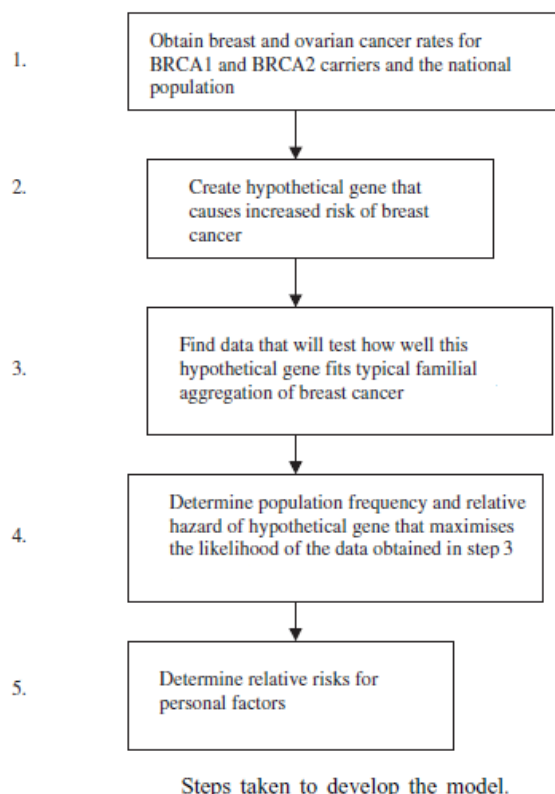 1.
Obtain breast and ovarian cancer rates for
BRCA1 and BRCA2 carriers and the national
population
2.
Create hypothetical gene that
causes increased risk of breast
cancer
3.
Find data that will test how well this
hypothetical gene fits typical familial
aggregation of breast cancer
4.
Determine population frequency and relative
hazard of hypothetical gene that maximises
the likelihood of the data obtained in step 3
5.
Determine relative risks for
personal factors
Steps taken to develop the model.